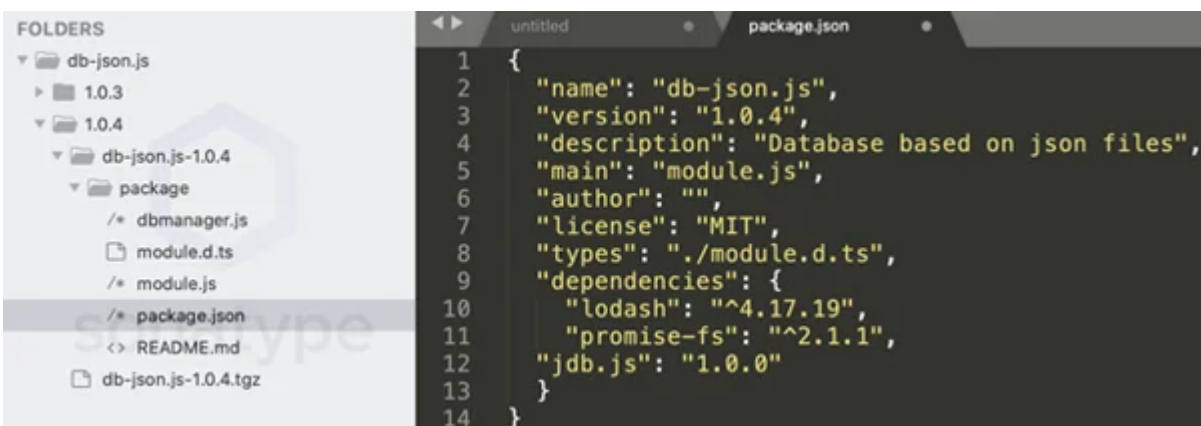 FOLDERS
db-json.js
1.0.3
1.0.4
db-json.js-1.0.4
package
/* dbmanager.js
module.d.ts
/* module.js
/* package.json
<> README.md
db-json.js-1.0.4.tgz
sonatype
untitled
package.json
1 {
2 "name": "db-json.js",
3 "version": "1.0.4",
4 "description": "Database based on json files",
5 "main": "module.js",
6 "author": "",
7 "license": "MIT",
8 "types": "./module.d.ts",
9 "dependencies": {
10 "lodash": "^4.17.19",
11 "promise-fs": "^2.1.1",
12 "jdb.js": "1.0.0"
13 }
14 }